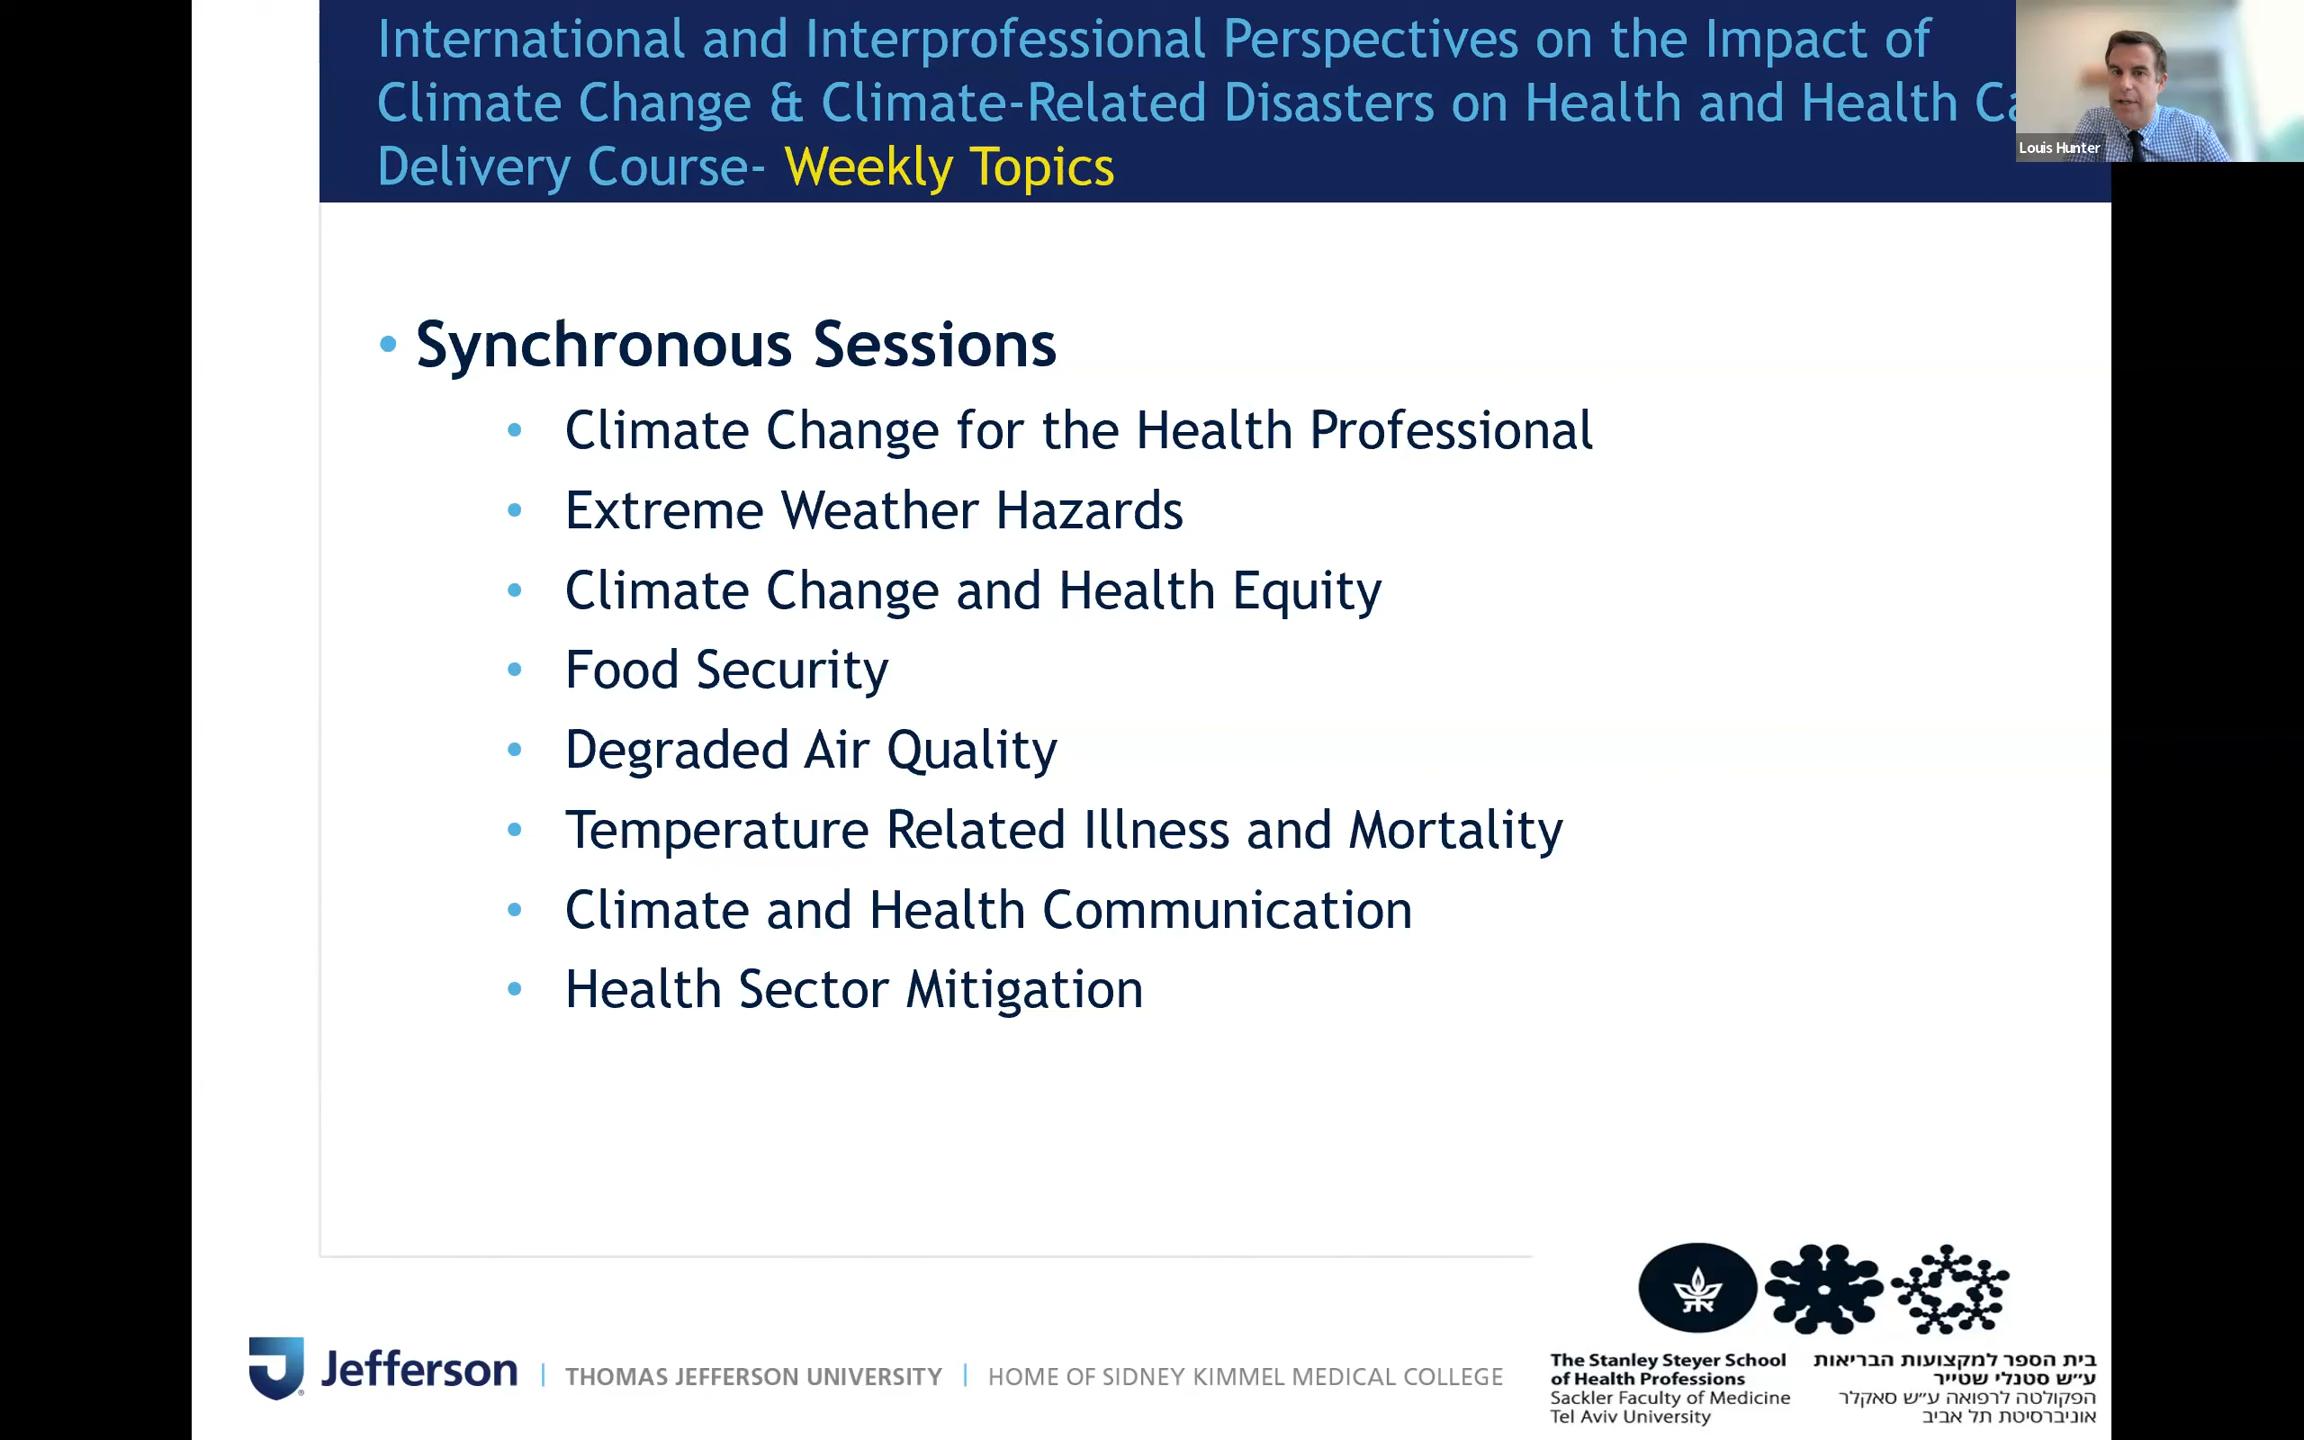 International and Interprofessional Perspectives on the Impact of
Climate Change & Climate-Related Disasters on Health and Health
Delivery Course- Weekly Topics
Louis Hunter
• Synchronous Sessions
• Climate Change for the Health Professional
• Extreme Weather Hazards
• Climate Change and Health Equity
• Food Security
• Degraded Air Quality
• Temperature Related Illness and Mortality
• Climate and Health Communication
• Health Sector Mitigation
Jefferson
THOMAS JEFFERSON UNIVERSITY
HOME OF SIDNEY KIMMEL MEDICAL COLLEGE
The Stanley Steyer School
of Health Professions
Sackler Faculty of Medicine
Tel Aviv University
בית הספר למקצועות הבריאות
ע״ש סטנלי שטייר
הפקולטה לרפואה ע״ש סאקלר
אוניברסיטת תל אביב